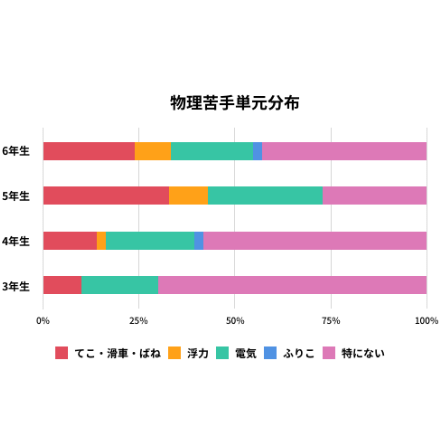 物理苦手単元分布
6年生
5年生
4年生
3年生
0% 25% 50% 75% 100%
てこ・滑車・ばね 浮力 電気 ふりこ 特にない